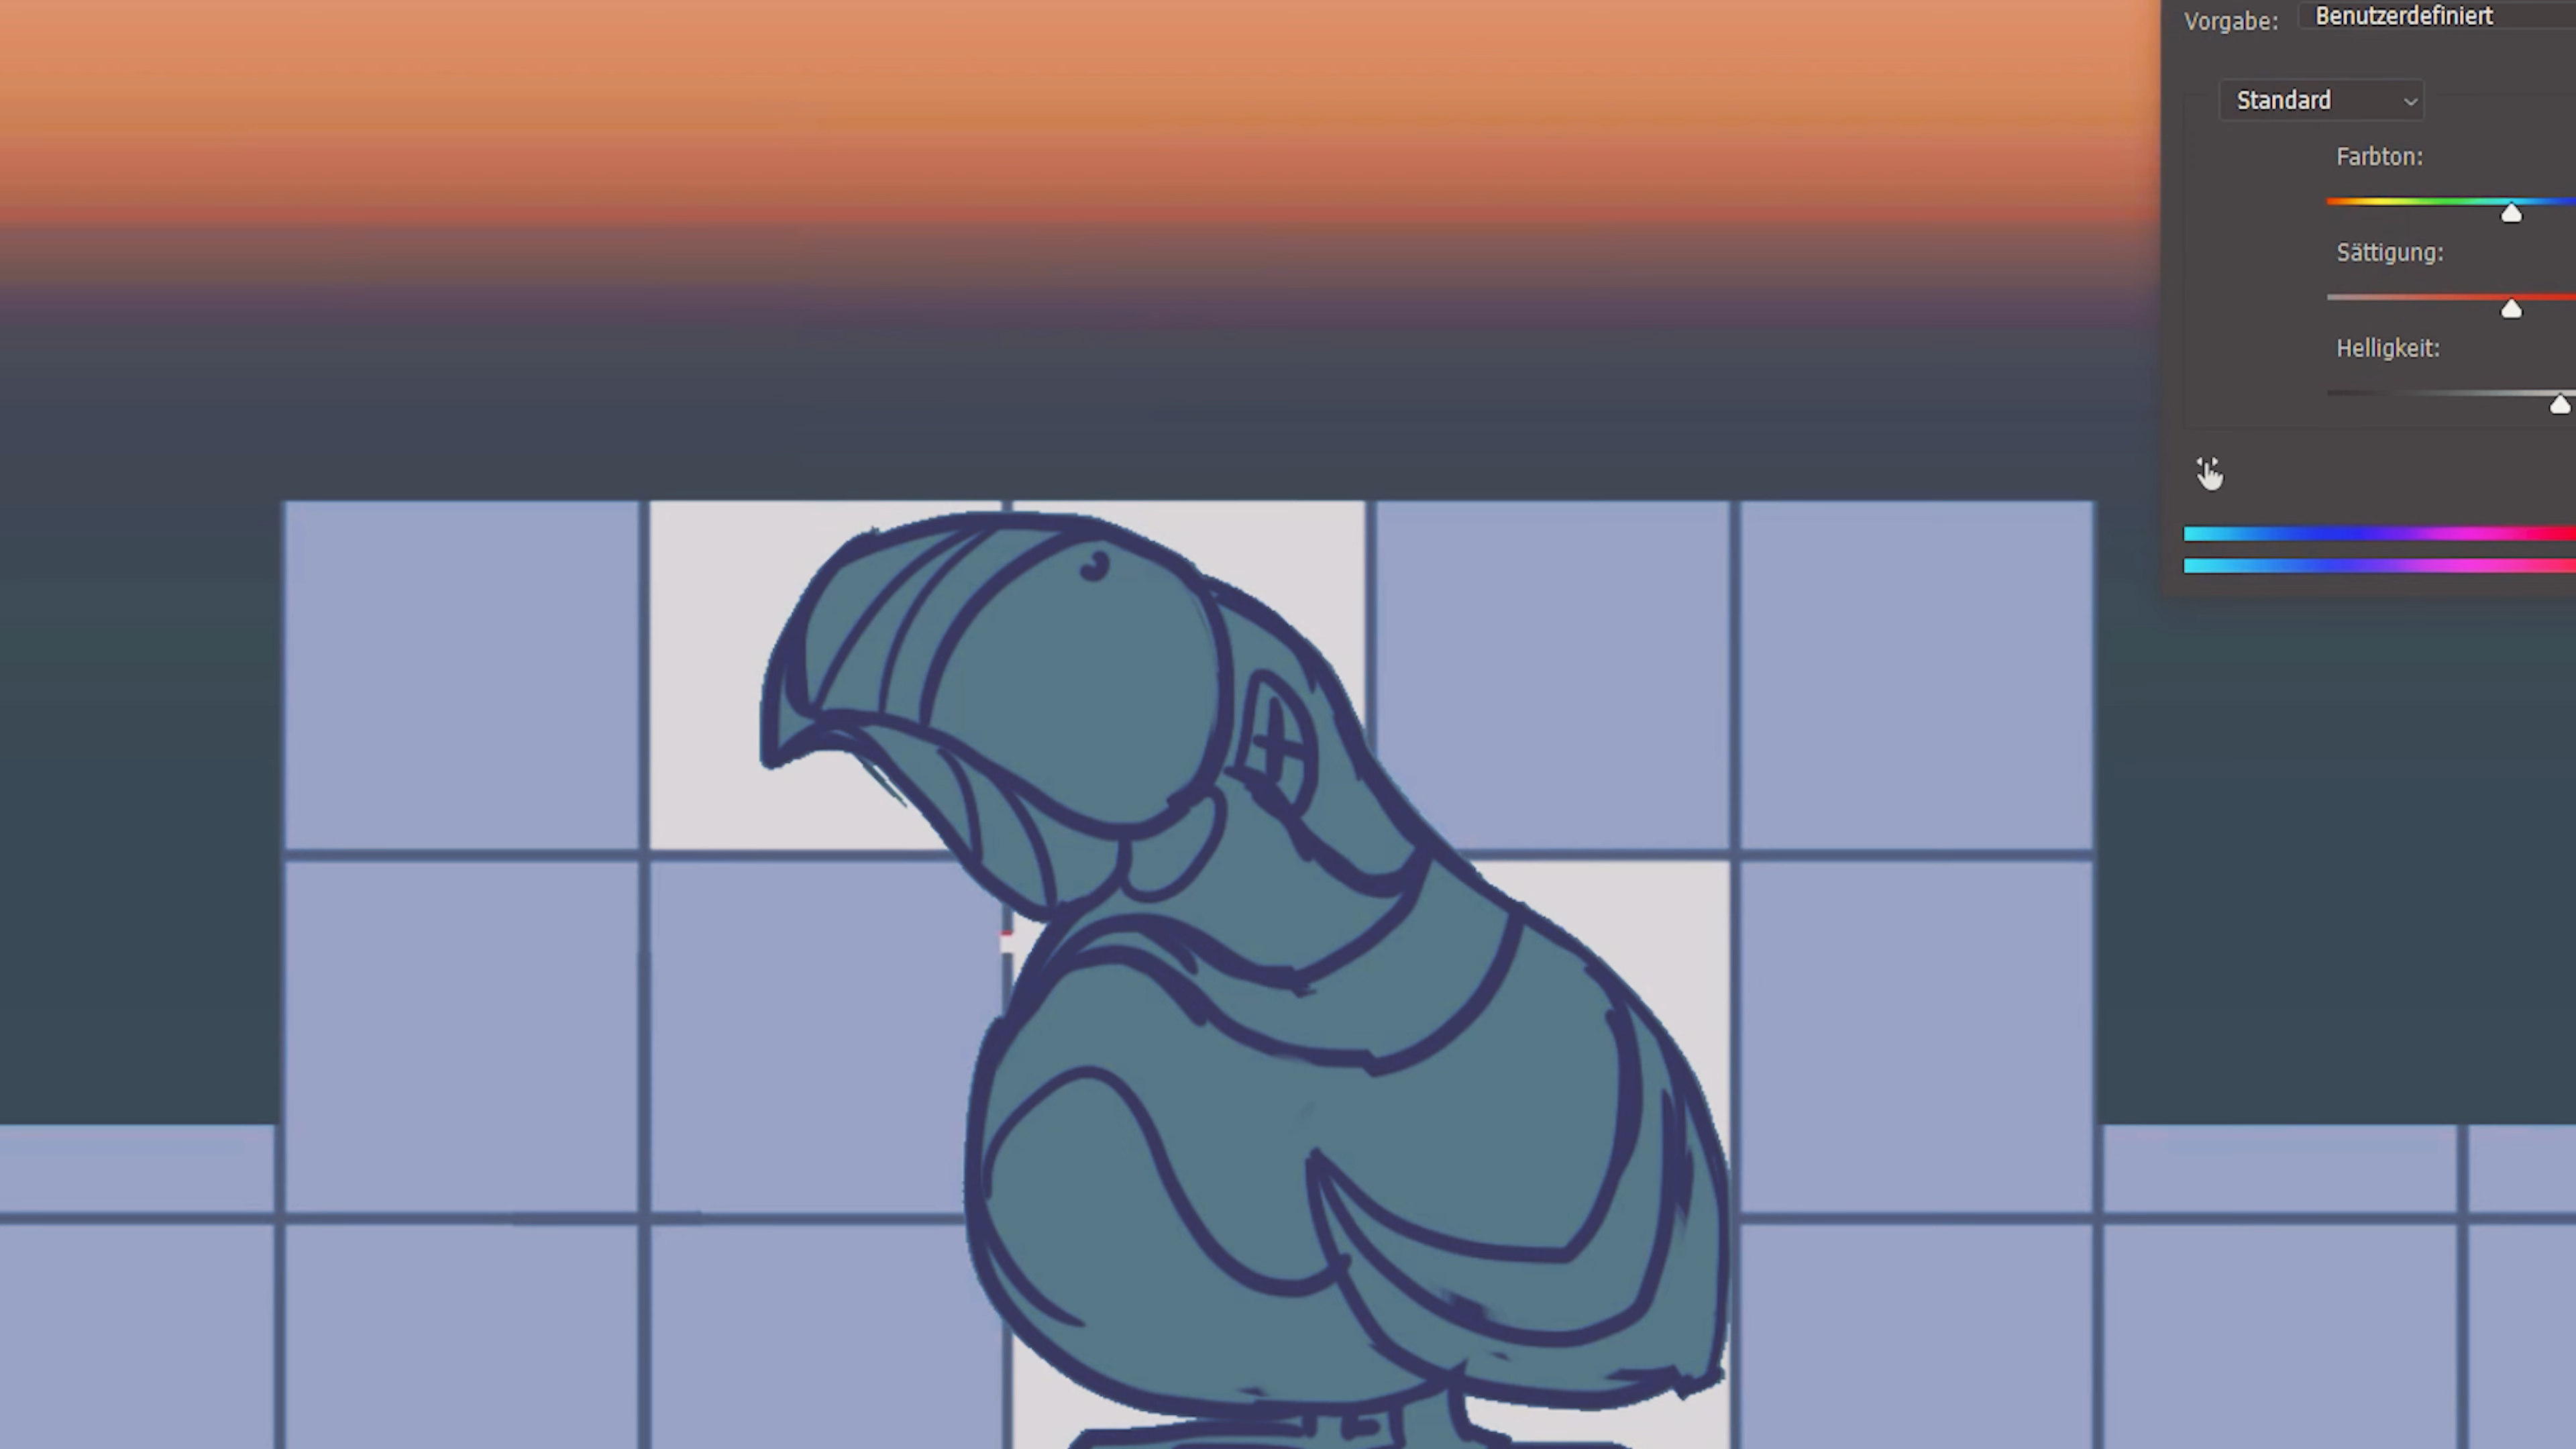 Vorgabe: Benutzerdefiniert
Standard
Farbton:
Sättigung:
Helligkeit: